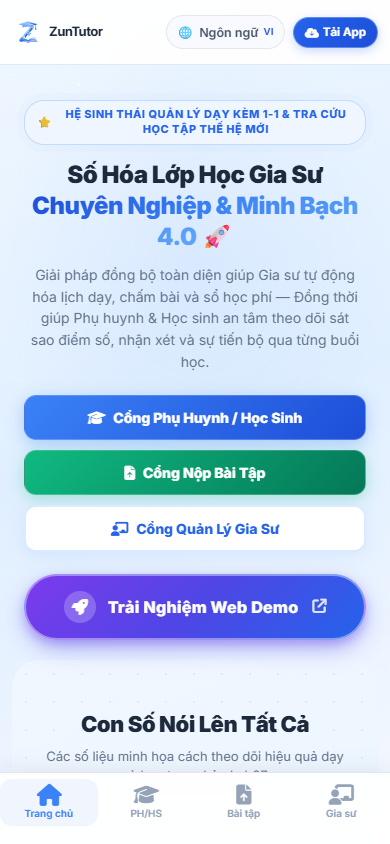 ZunTutor
Ngôn ngữ VI
Tải App
HỆ SINH THÁI QUẢN LÝ DẠY KÈM 1-1 & TRA CỨU
HỌC TẬP THẾ HỆ MỚI
Số Hóa Lớp Học Gia Sư
Chuyên Nghiệp & Minh Bạch
4.0 🚀
Giải pháp đồng bộ toàn diện giúp Gia sư tự động
hóa lịch dạy, chấm bài và sổ học phí — Đồng thời
giúp Phụ huynh & Học sinh an tâm theo dõi sát
sao điểm số, nhận xét và sự tiến bộ qua từng buổi
học.
Cổng Phụ Huynh / Học Sinh
Cổng Nộp Bài Tập
Cổng Quản Lý Gia Sư
Trải Nghiệm Web Demo
Con Số Nói Lên Tất Cả
Các số liệu minh họa cách theo dõi hiệu quả dạy
Trang chủ
PH/HS
Bài tập
Gia sư